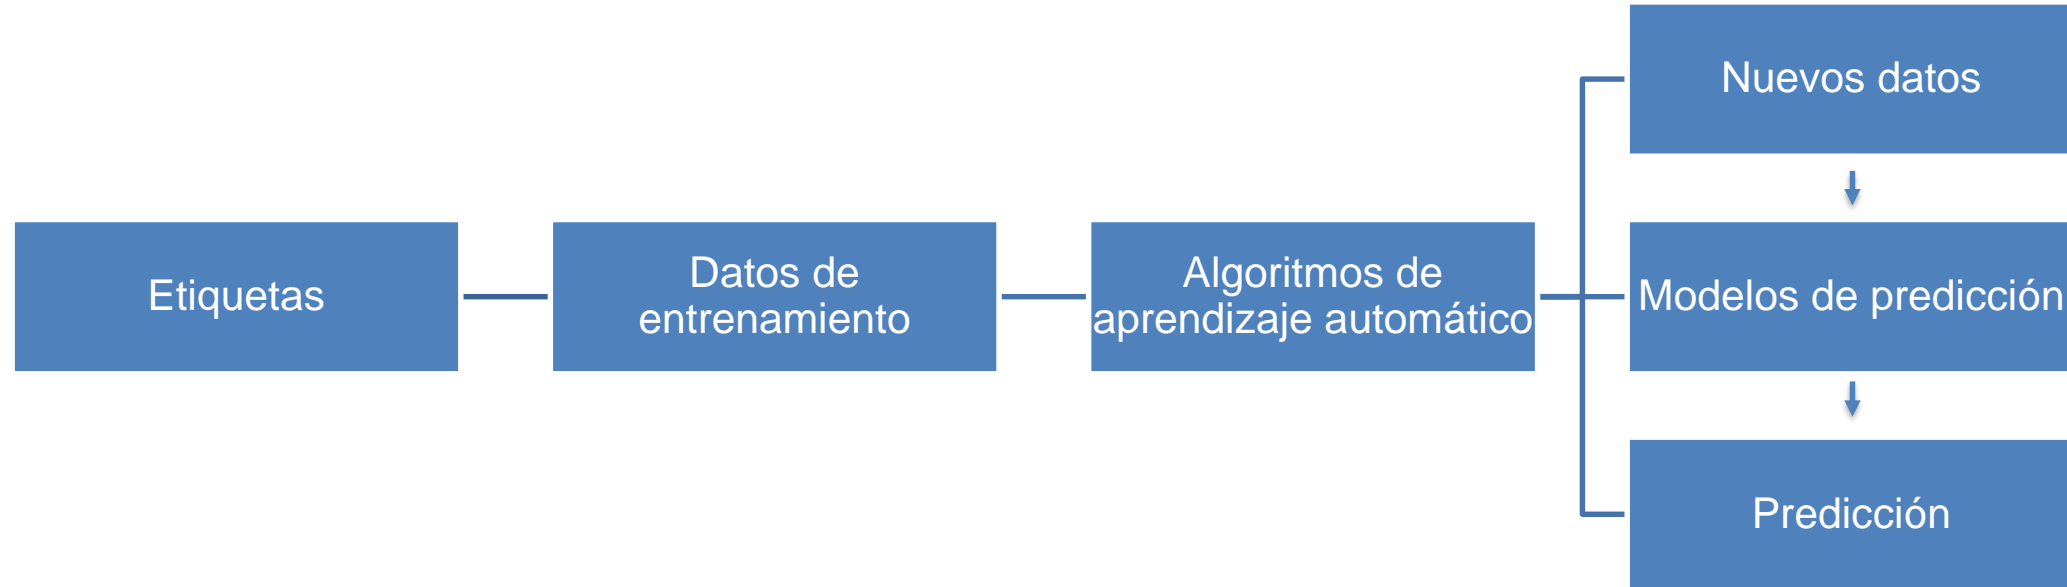 Etiquetas
Datos de
entrenamiento
Algoritmos de
aprendizaje automático
Nuevos datos
Modelos de predicción
Predicción